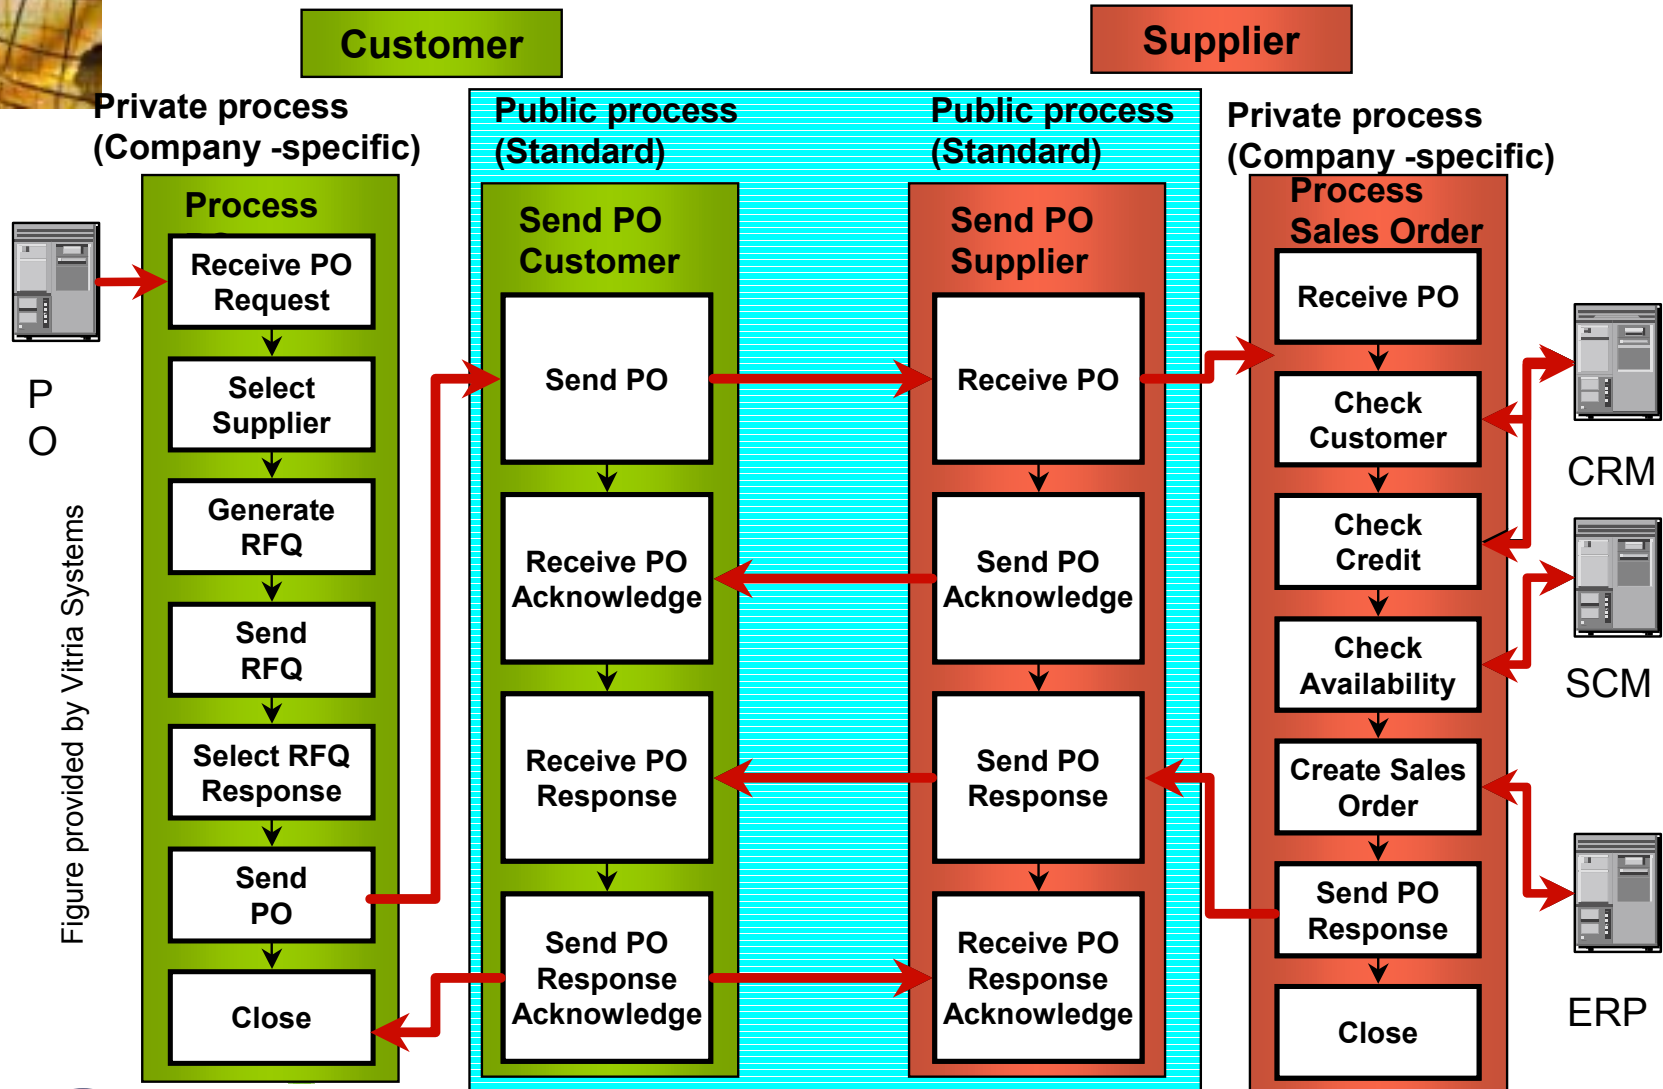 Customer
Supplier
Private process
(Company -specific)
Public process
(Standard)
Public process
(Standard)
Private process
(Company -specific)
P
O
Figure provided by Vitria Systems
Process
Receive PO
Request
Select
Supplier
Generate
RFQ
Send
RFQ
Select RFQ
Response
Send
PO
Close
Send PO
Customer
Send PO
Receive PO
Acknowledge
Receive PO
Response
Send PO
Response
Acknowledge
Send PO
Supplier
Receive PO
Send PO
Acknowledge
Send PO
Response
Receive PO
Response
Acknowledge
Process
Sales Order
Receive PO
Check
Customer
Check
Credit
Check
Availability
Create Sales
Order
Send PO
Response
Close
CRM
SCM
ERP